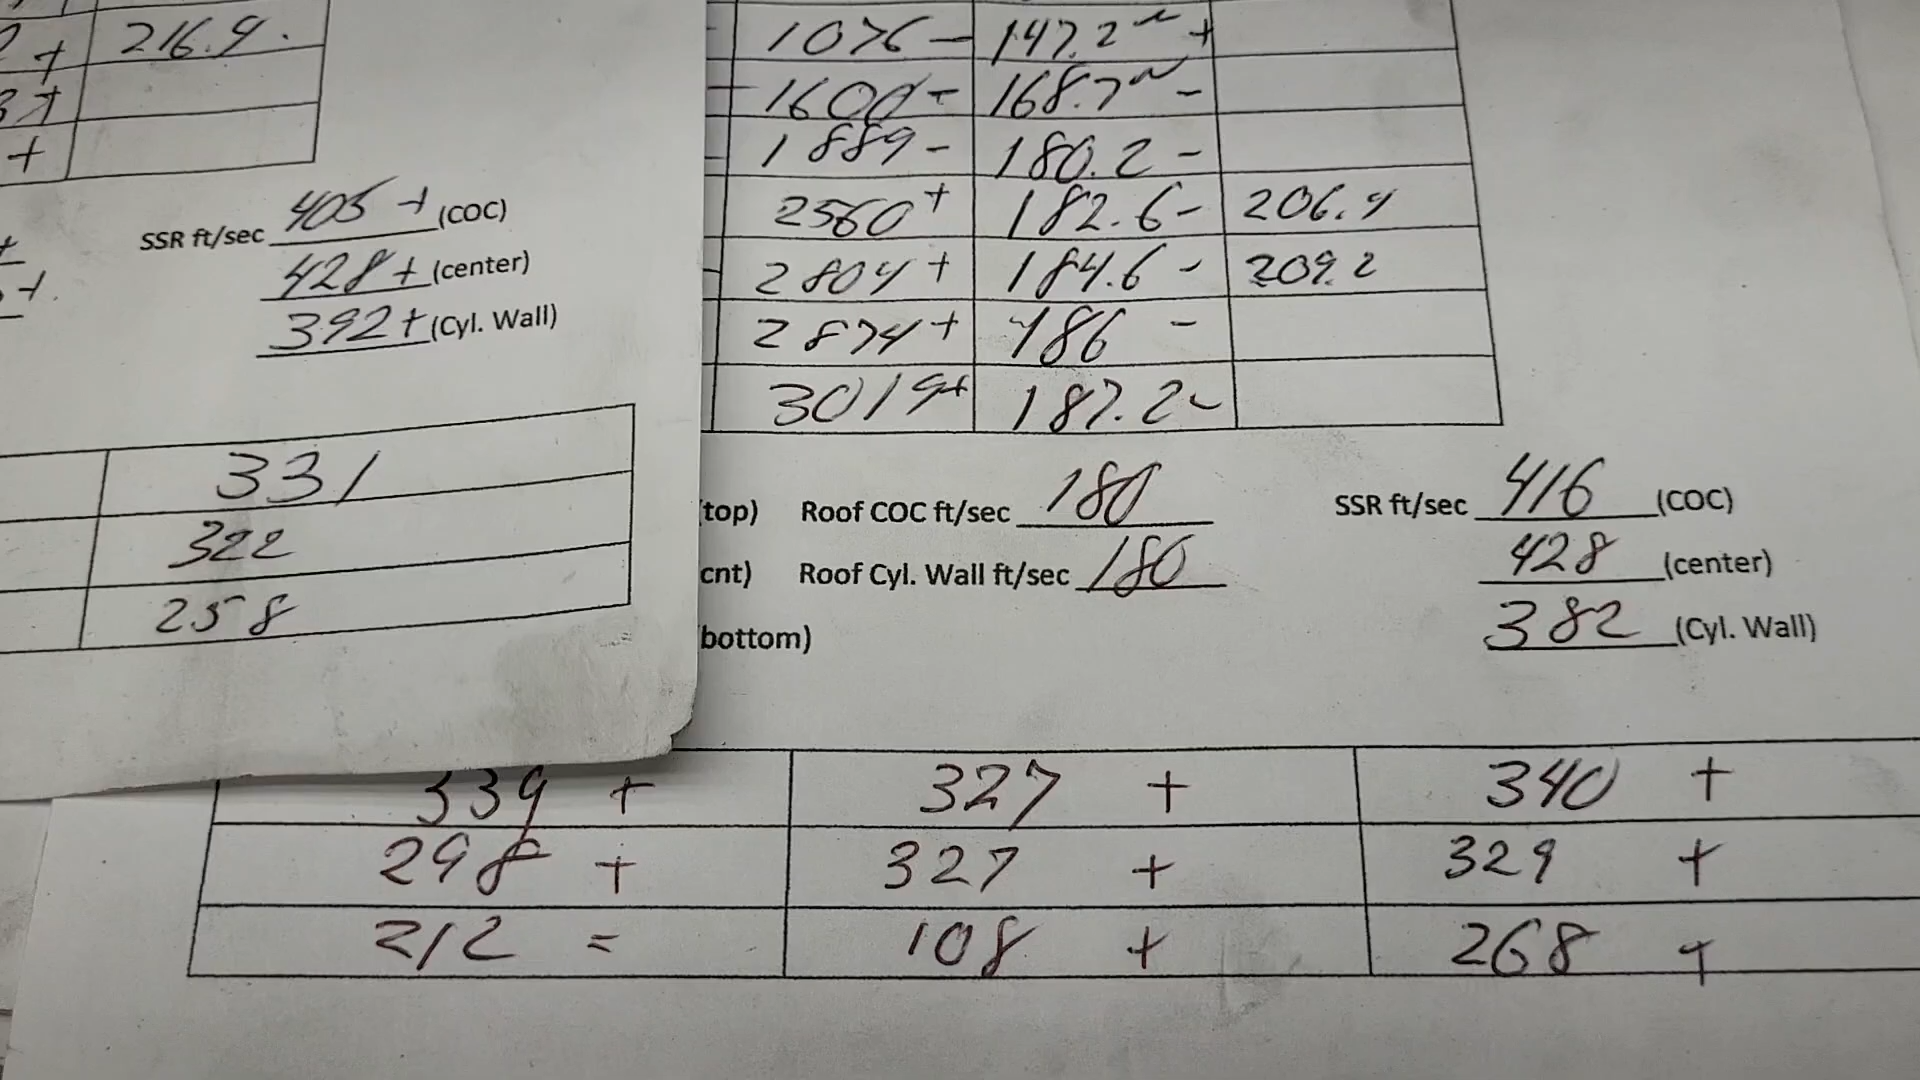 216.4
SSR ft/sec 405 + (COC)
428 + (center)
392 + (Cyl. Wall)
331
322
258
1076 - 147.2 ~ +
1600 - 168.7 ~ -
1889 - 180.2 -
2560 + 182.6 - 206.4
2804 + 184.6 - 209.2
2874 + 186 -
3019 + 187.2 -
top) Roof COC ft/sec 180 SSR ft/sec 416 (COC)
cnt) Roof Cyl. Wall ft/sec 180 428 (center)
bottom) 382 (Cyl. Wall)
339 + 327 + 340 +
298 + 327 + 329 +
212 = 108 + 268 +